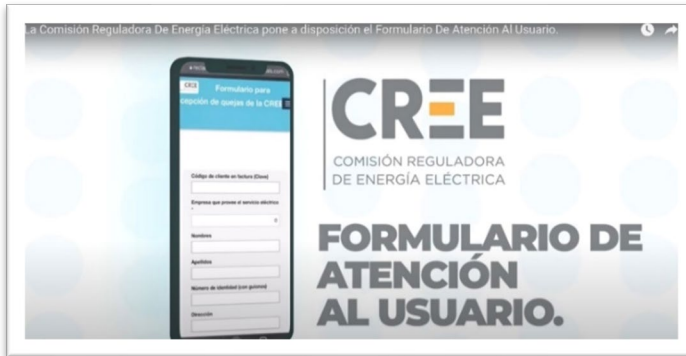 La Comisión Reguladora De Energía Eléctrica pone a disposición el Formulario De Atención Al Usuario.
CREE
Formulario para
cepción de quejas de la CREE
Código de cliente en factura (Clave)
Empresa que provee el servicio eléctrico
*
Nombres
Apellidos
Número de identidad (con guiones)
Dirección
CREE
COMISIÓN REGULADORA
DE ENERGÍA ELÉCTRICA
FORMULARIO DE
ATENCIÓN
AL USUARIO.